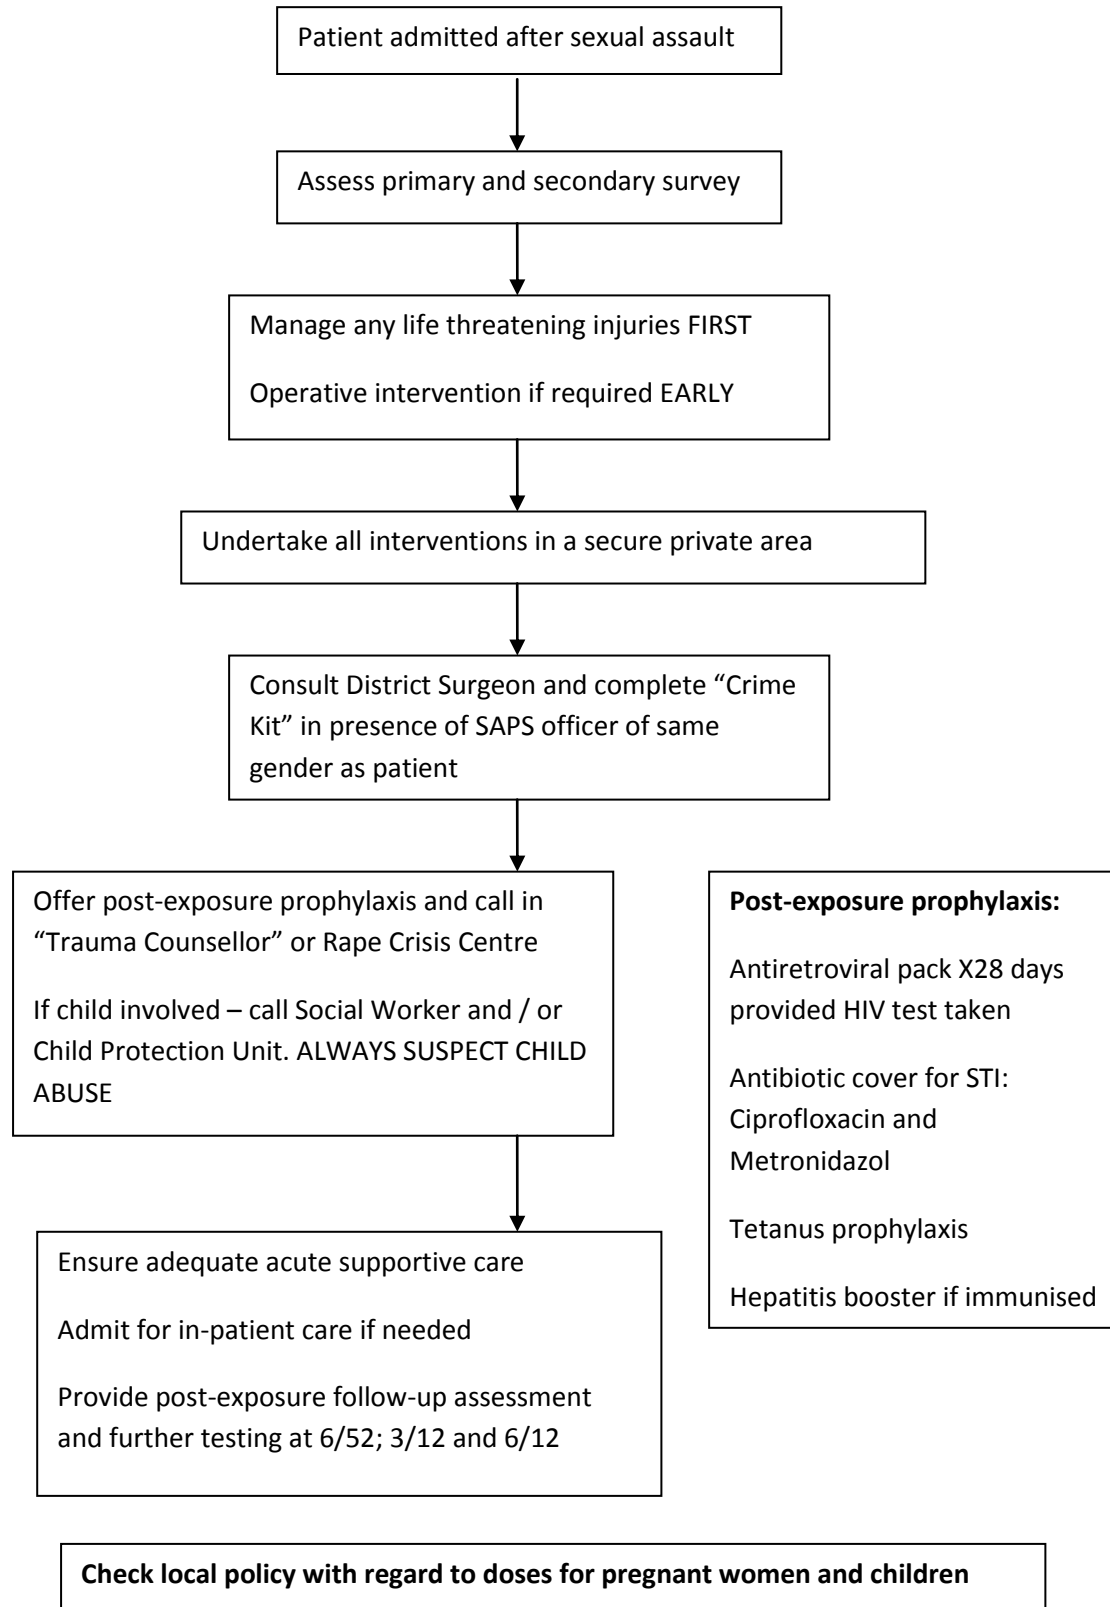 Patient admitted after sexual assault
Assess primary and secondary survey
Manage any life threatening injuries FIRST
Operative intervention if required EARLY
Undertake all interventions in a secure private area
Consult District Surgeon and complete “Crime
Kit” in presence of SAPS officer of same
gender as patient
Offer post-exposure prophylaxis and call in
“Trauma Counsellor” or Rape Crisis Centre
If child involved – call Social Worker and / or
Child Protection Unit. ALWAYS SUSPECT CHILD
ABUSE
Post-exposure prophylaxis:
Antiretroviral pack X28 days
provided HIV test taken
Antibiotic cover for STI:
Ciprofloxacin and
Metronidazol
Tetanus prophylaxis
Hepatitis booster if immunised
Ensure adequate acute supportive care
Admit for in-patient care if needed
Provide post-exposure follow-up assessment
and further testing at 6/52; 3/12 and 6/12
Check local policy with regard to doses for pregnant women and children